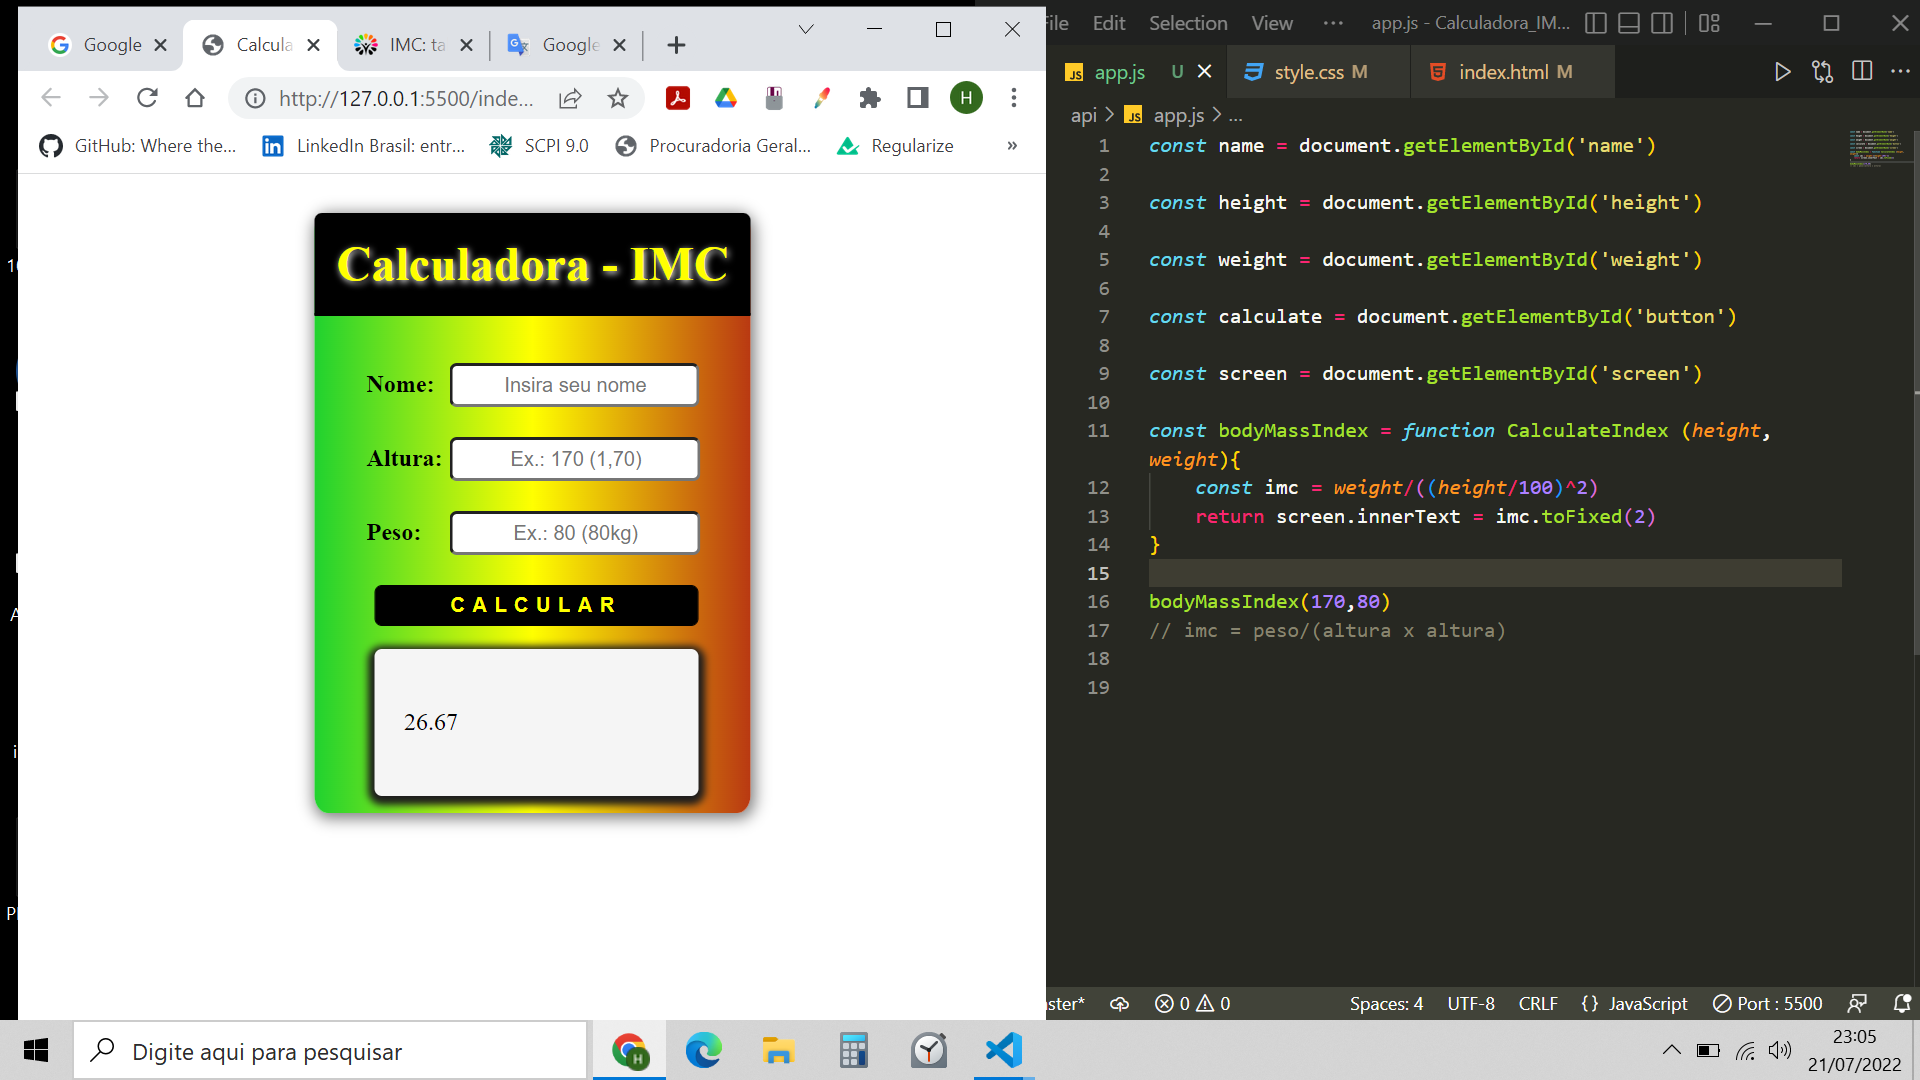 Google
Calcula
IMC: ta
Google
http://127.0.0.1:5500/inde...
H
GitHub: Where the...
LinkedIn Brasil: entr...
SCPI 9.0
Procuradoria Geral...
Regularize
»
Calculadora - IMC
Nome:
Insira seu nome
Altura:
Ex.: 170 (1,70)
Peso:
Ex.: 80 (80kg)
CALCULAR
26.67
File Edit Selection View ··· app.js - Calculadora_IM...
JS app.js U
style.css M
index.html M
api > JS app.js > ...
1 const name = document.getElementById('name')
2
3 const height = document.getElementById('height')
4
5 const weight = document.getElementById('weight')
6
7 const calculate = document.getElementById('button')
8
9 const screen = document.getElementById('screen')
10
11 const bodyMassIndex = function CalculateIndex (height,
weight){
12 const imc = weight/((height/100)^2)
13 return screen.innerText = imc.toFixed(2)
14 }
15
16 bodyMassIndex(170,80)
17 // imc = peso/(altura x altura)
18
19
ster* 0 0 Spaces: 4 UTF-8 CRLF {} JavaScript Port : 5500
Digite aqui para pesquisar
H
23:05
21/07/2022